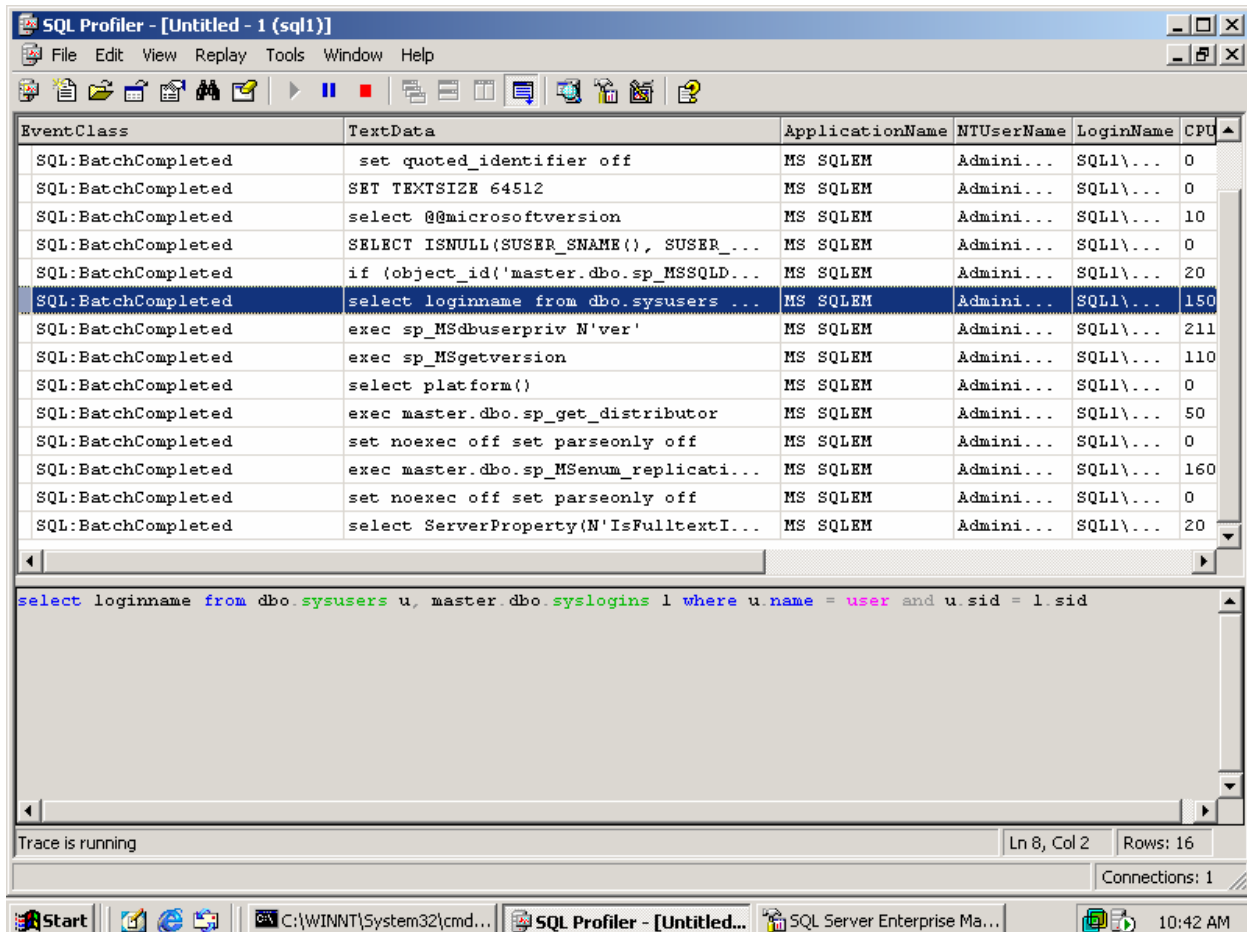 SQL Profiler - [Untitled - 1 (sql1)]
File Edit View Replay Tools Window Help
EventClass TextData ApplicationName NTUserName LoginName CPU
SQL:BatchCompleted set quoted_identifier off MS SQLEM Admini... SQL1\... 0
SQL:BatchCompleted SET TEXTSIZE 64512 MS SQLEM Admini... SQL1\... 0
SQL:BatchCompleted select @@microsoftversion MS SQLEM Admini... SQL1\... 10
SQL:BatchCompleted SELECT ISNULL(SUSER_SNAME(), SUSER_... MS SQLEM Admini... SQL1\... 0
SQL:BatchCompleted if (object_id('master.dbo.sp_MSSQLD... MS SQLEM Admini... SQL1\... 20
SQL:BatchCompleted select loginname from dbo.sysusers ... MS SQLEM Admini... SQL1\... 150
SQL:BatchCompleted exec sp_MSdbuserpriv N'ver' MS SQLEM Admini... SQL1\... 211
SQL:BatchCompleted exec sp_MSgetversion MS SQLEM Admini... SQL1\... 110
SQL:BatchCompleted select platform() MS SQLEM Admini... SQL1\... 0
SQL:BatchCompleted exec master.dbo.sp_get_distributor MS SQLEM Admini... SQL1\... 50
SQL:BatchCompleted set noexec off set parseonly off MS SQLEM Admini... SQL1\... 0
SQL:BatchCompleted exec master.dbo.sp_MSenum_replicati... MS SQLEM Admini... SQL1\... 160
SQL:BatchCompleted set noexec off set parseonly off MS SQLEM Admini... SQL1\... 0
SQL:BatchCompleted select ServerProperty(N'IsFulltextI... MS SQLEM Admini... SQL1\... 20
select loginname from dbo.sysusers u, master.dbo.syslogins l where u.name = user and u.sid = l.sid
Trace is running Ln 8, Col 2 Rows: 16
Connections: 1
Start C:\WINNT\System32\cmd... SQL Profiler - [Untitled... SQL Server Enterprise Ma... 10:42 AM